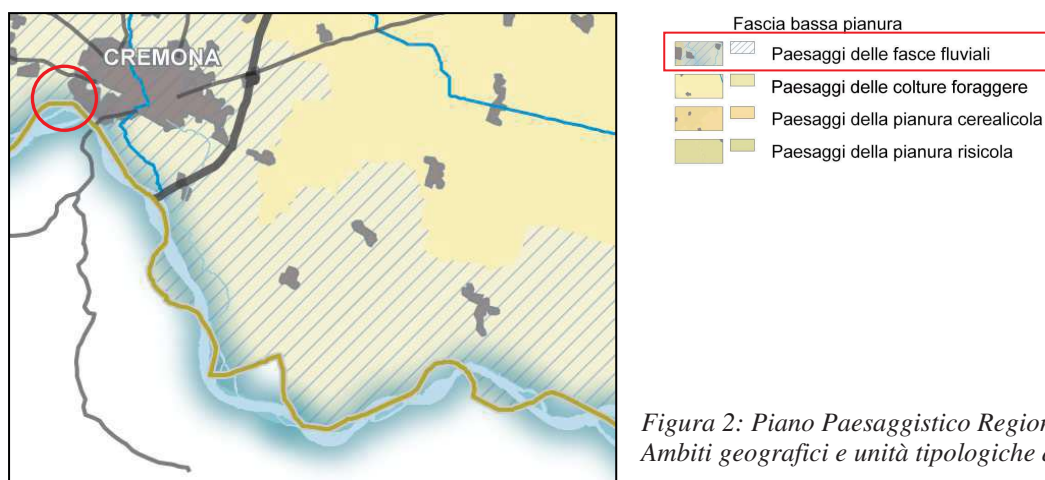 CREMONA
Fascia bassa pianura
Paesaggi delle fasce fluviali
Paesaggi delle colture foraggere
Paesaggi della pianura cerealicola
Paesaggi della pianura risicola
Figura 2: Piano Paesaggistico
Ambiti geografici e unità tipologiche